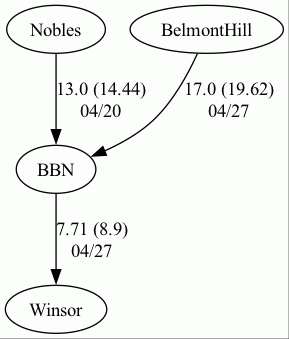 Nobles
BelmontHill
13.0 (14.44)
04/20
17.0 (19.62)
04/27
BBN
7.71 (8.9)
04/27
Winsor